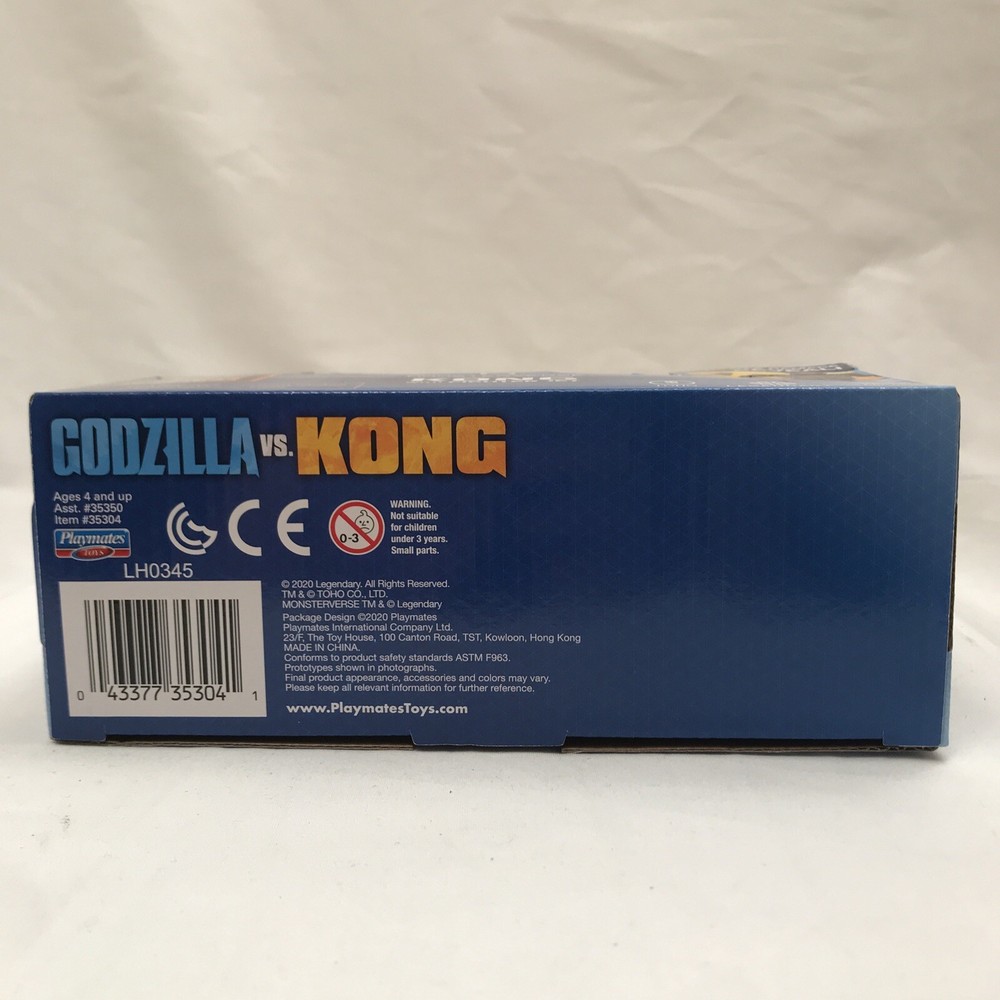 GODZILLA VS. KONG
Ages 4 and up
Asst. #35350
Item #35304
Playmates
TOYS
LH0345
CE
0-3
WARNING.
Not suitable
for children
under 3 years.
Small parts.
0 43377 35304 1
© 2020 Legendary. All Rights Reserved.
TM & © TOHO CO., LTD.
MONSTERVERSE TM & © Legendary
Package Design ©2020 Playmates
Playmates International Company Ltd.
23/F, The Toy House, 100 Canton Road, TST, Kowloon, Hong Kong
MADE IN CHINA.
Conforms to product safety standards ASTM F963.
Prototypes shown in photographs.
Final product appearance, accessories and colors may vary.
Please keep all relevant information for further reference.
www.PlaymatesToys.com